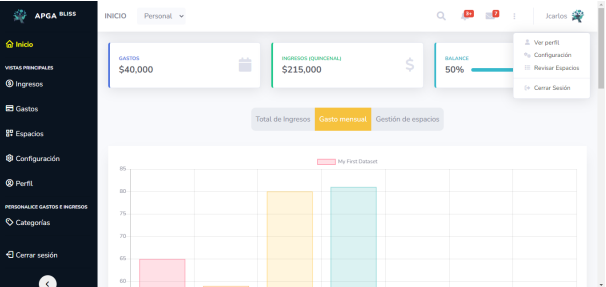 APGA BLISS
INICIO
Personal
3+
7
Jcarlos
Inicio
VISTAS PRINCIPALES
Ingresos
Gastos
Espacios
Configuración
Perfil
PERSONALICE GASTOS E INGRESOS
Categorías
Cerrar sesión
GASTOS
$40,000
INGRESOS (QUINCENAL)
$215,000
BALANCE
50%
Ver perfil
Configuración
Revisar Espacios
Cerrar Sesión
Total de Ingresos
Gasto mensual
Gestión de espacios
My First Dataset
85
80
75
70
65
60